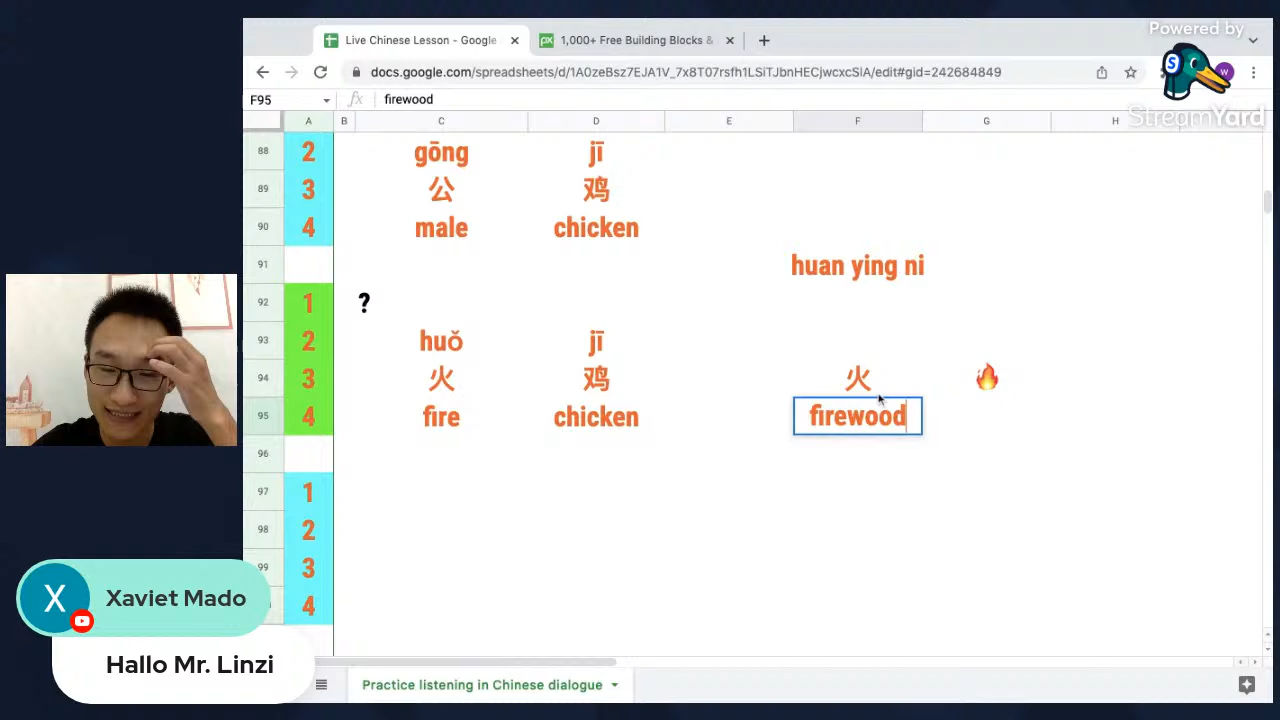 Powered by
StreamYard
Live Chinese Lesson - Google
1,000+ Free Building Blocks &
docs.google.com/spreadsheets/d/1A0zeBsz7EJA1V_7x8T07rsfh1LSiTJbnHECjwcxcSlA/edit#gid=242684849
F95
fx
firewood
A B C D E F G H
88 2 gōng jī
89 3 公 鸡
90 4 male chicken
91 huan ying ni
92 1 ?
93 2 huǒ jī
94 3 火 鸡 火
95 4 fire chicken firewood
96
97 1
98 2
99 3
4
X Xaviet Mado
Hallo Mr. Linzi
Practice listening in Chinese dialogue